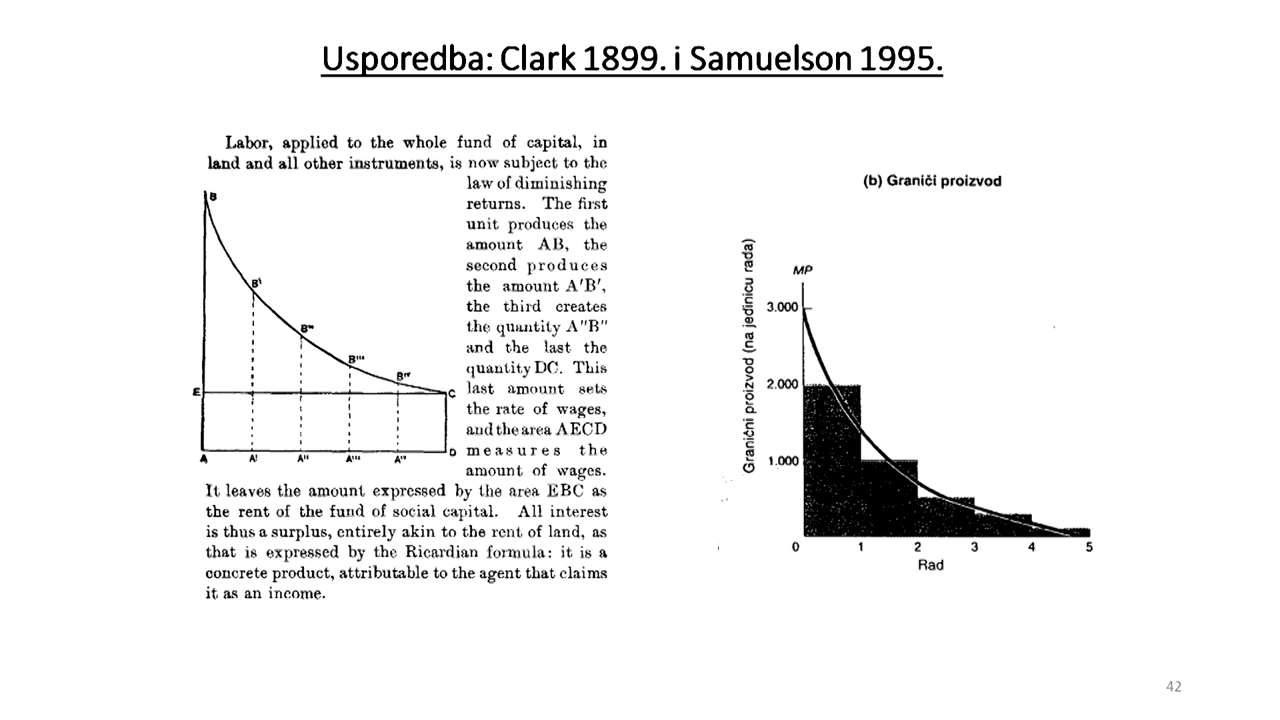 Usporedba: Clark 1899. i Samuelson 1995.
Labor, applied to the whole fund of capital, in
land and all other instruments, is now subject to the
law of diminishing
returns. The first
unit produces the
amount AB, the
second produces
the amount A'B',
the third creates
the quantity A"B"
and the last the
quantity DC. This
last amount sets
the rate of wages,
and the area AECD
measures the
amount of wages.
It leaves the amount expressed by the area EBC as
the rent of the fund of social capital. All interest
is thus a surplus, entirely akin to the rent of land, as
that is expressed by the Ricardian formula: it is a
concrete product, attributable to the agent that claims
it as an income.
B
B'
B"
B'''
B''''
E
C
A
A'
A"
A'''
A''''
D
(b) Graniči proizvod
Granični proizvod (na jedinicu rada)
MP
3.000
2.000
1.000
0 1 2 3 4 5
Rad
42